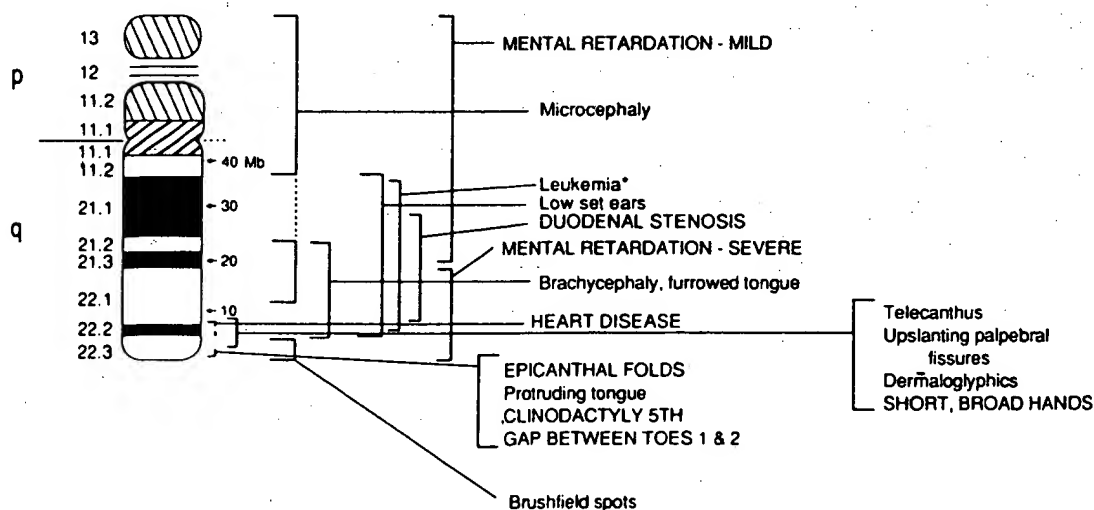 p
q
13
12
11.2
11.1
11.1
11.2
21.1
21.2
21.3
22.1
22.2
22.3
40 Mb
30
20
10
MENTAL RETARDATION - MILD
Microcephaly
Leukemia*
Low set ears
DUODENAL STENOSIS
MENTAL RETARDATION - SEVERE
Brachycephaly, furrowed tongue
HEART DISEASE
Telecanthus
Upslanting palpebral
fissures
Dermaloglyphics
SHORT, BROAD HANDS
EPICANTHAL FOLDS
Protruding tongue
,CLINODACTYLY 5TH
GAP BETWEEN TOES 1 & 2
Brushfield spots